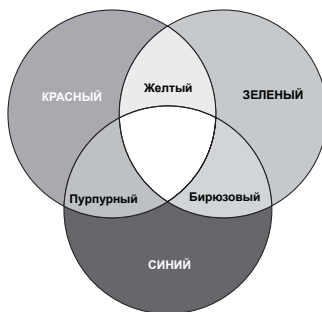 Желтый
КРАСНЫЙ
ЗЕЛЕНЫЙ
Пурпурный
Бирюзовый
СИНИЙ